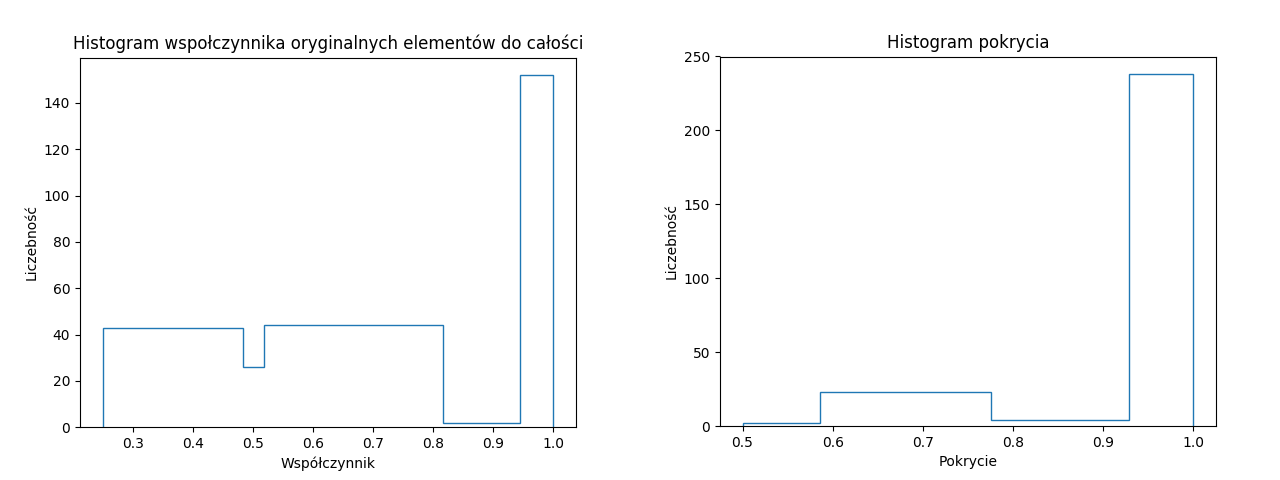 Histogram wspołczynnika oryginalnych elementów do całości
Liczebność
140
120
100
80
60
40
20
0
0.3 0.4 0.5 0.6 0.7 0.8 0.9 1.0
Współczynnik
Histogram pokrycia
Liczebność
250
200
150
100
50
0
0.5 0.6 0.7 0.8 0.9 1.0
Pokrycie